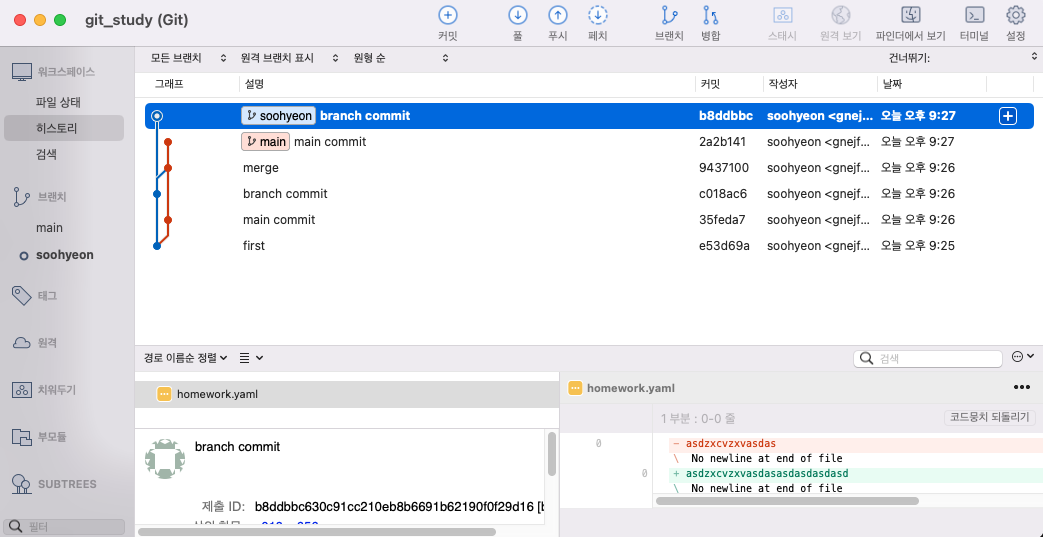 git_study (Git)
커밋 풀 푸시 페치 브랜치 병합 스태시 원격 보기 파인더에서 보기 터미널 설정
워크스페이스
파일 상태
히스토리
검색
브랜치
main
soohyeon
태그
원격
치워두기
부모듈
SUBTREES
필터
모든 브랜치 원격 브랜치 표시 원형 순 건너뛰기:
그래프 설명 커밋 작성자 날짜
soohyeon branch commit b8ddbbc soohyeon <gnejf... 오늘 오후 9:27
main main commit 2a2b141 soohyeon <gnejf... 오늘 오후 9:27
merge 9437100 soohyeon <gnejf... 오늘 오후 9:26
branch commit c018ac6 soohyeon <gnejf... 오늘 오후 9:26
main commit 35feda7 soohyeon <gnejf... 오늘 오후 9:26
first e53d69a soohyeon <gnejf... 오늘 오후 9:25
경로 이름순 정렬 검색
homework.yaml
branch commit
제출 ID: b8ddbbc630c91cc210eb8b6691b62190f0f29d16 [b
homework.yaml
1 부분 : 0-0 줄 코드뭉치 되돌리기
0 - asdzxcvzxvasdas
\ No newline at end of file
0 + asdzxcvzxvasdasasdasdasdasd
\ No newline at end of file